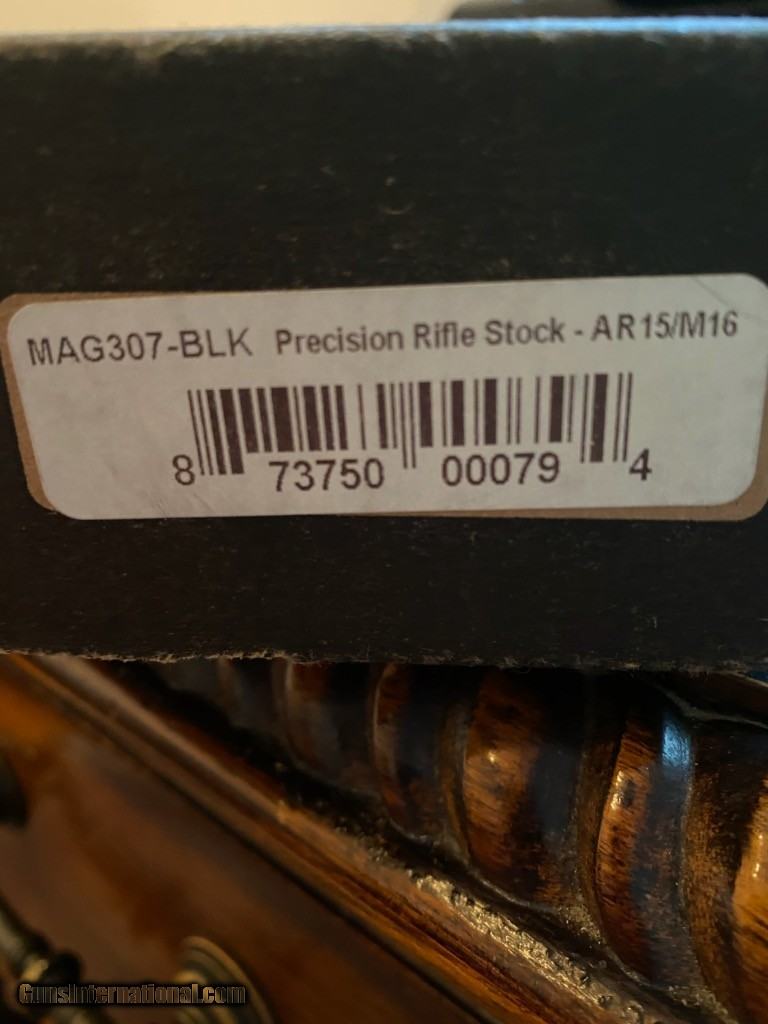 MAG307-BLK Precision Rifle Stock - AR15/M16
8 73750 00079 4
GunsInternational.com